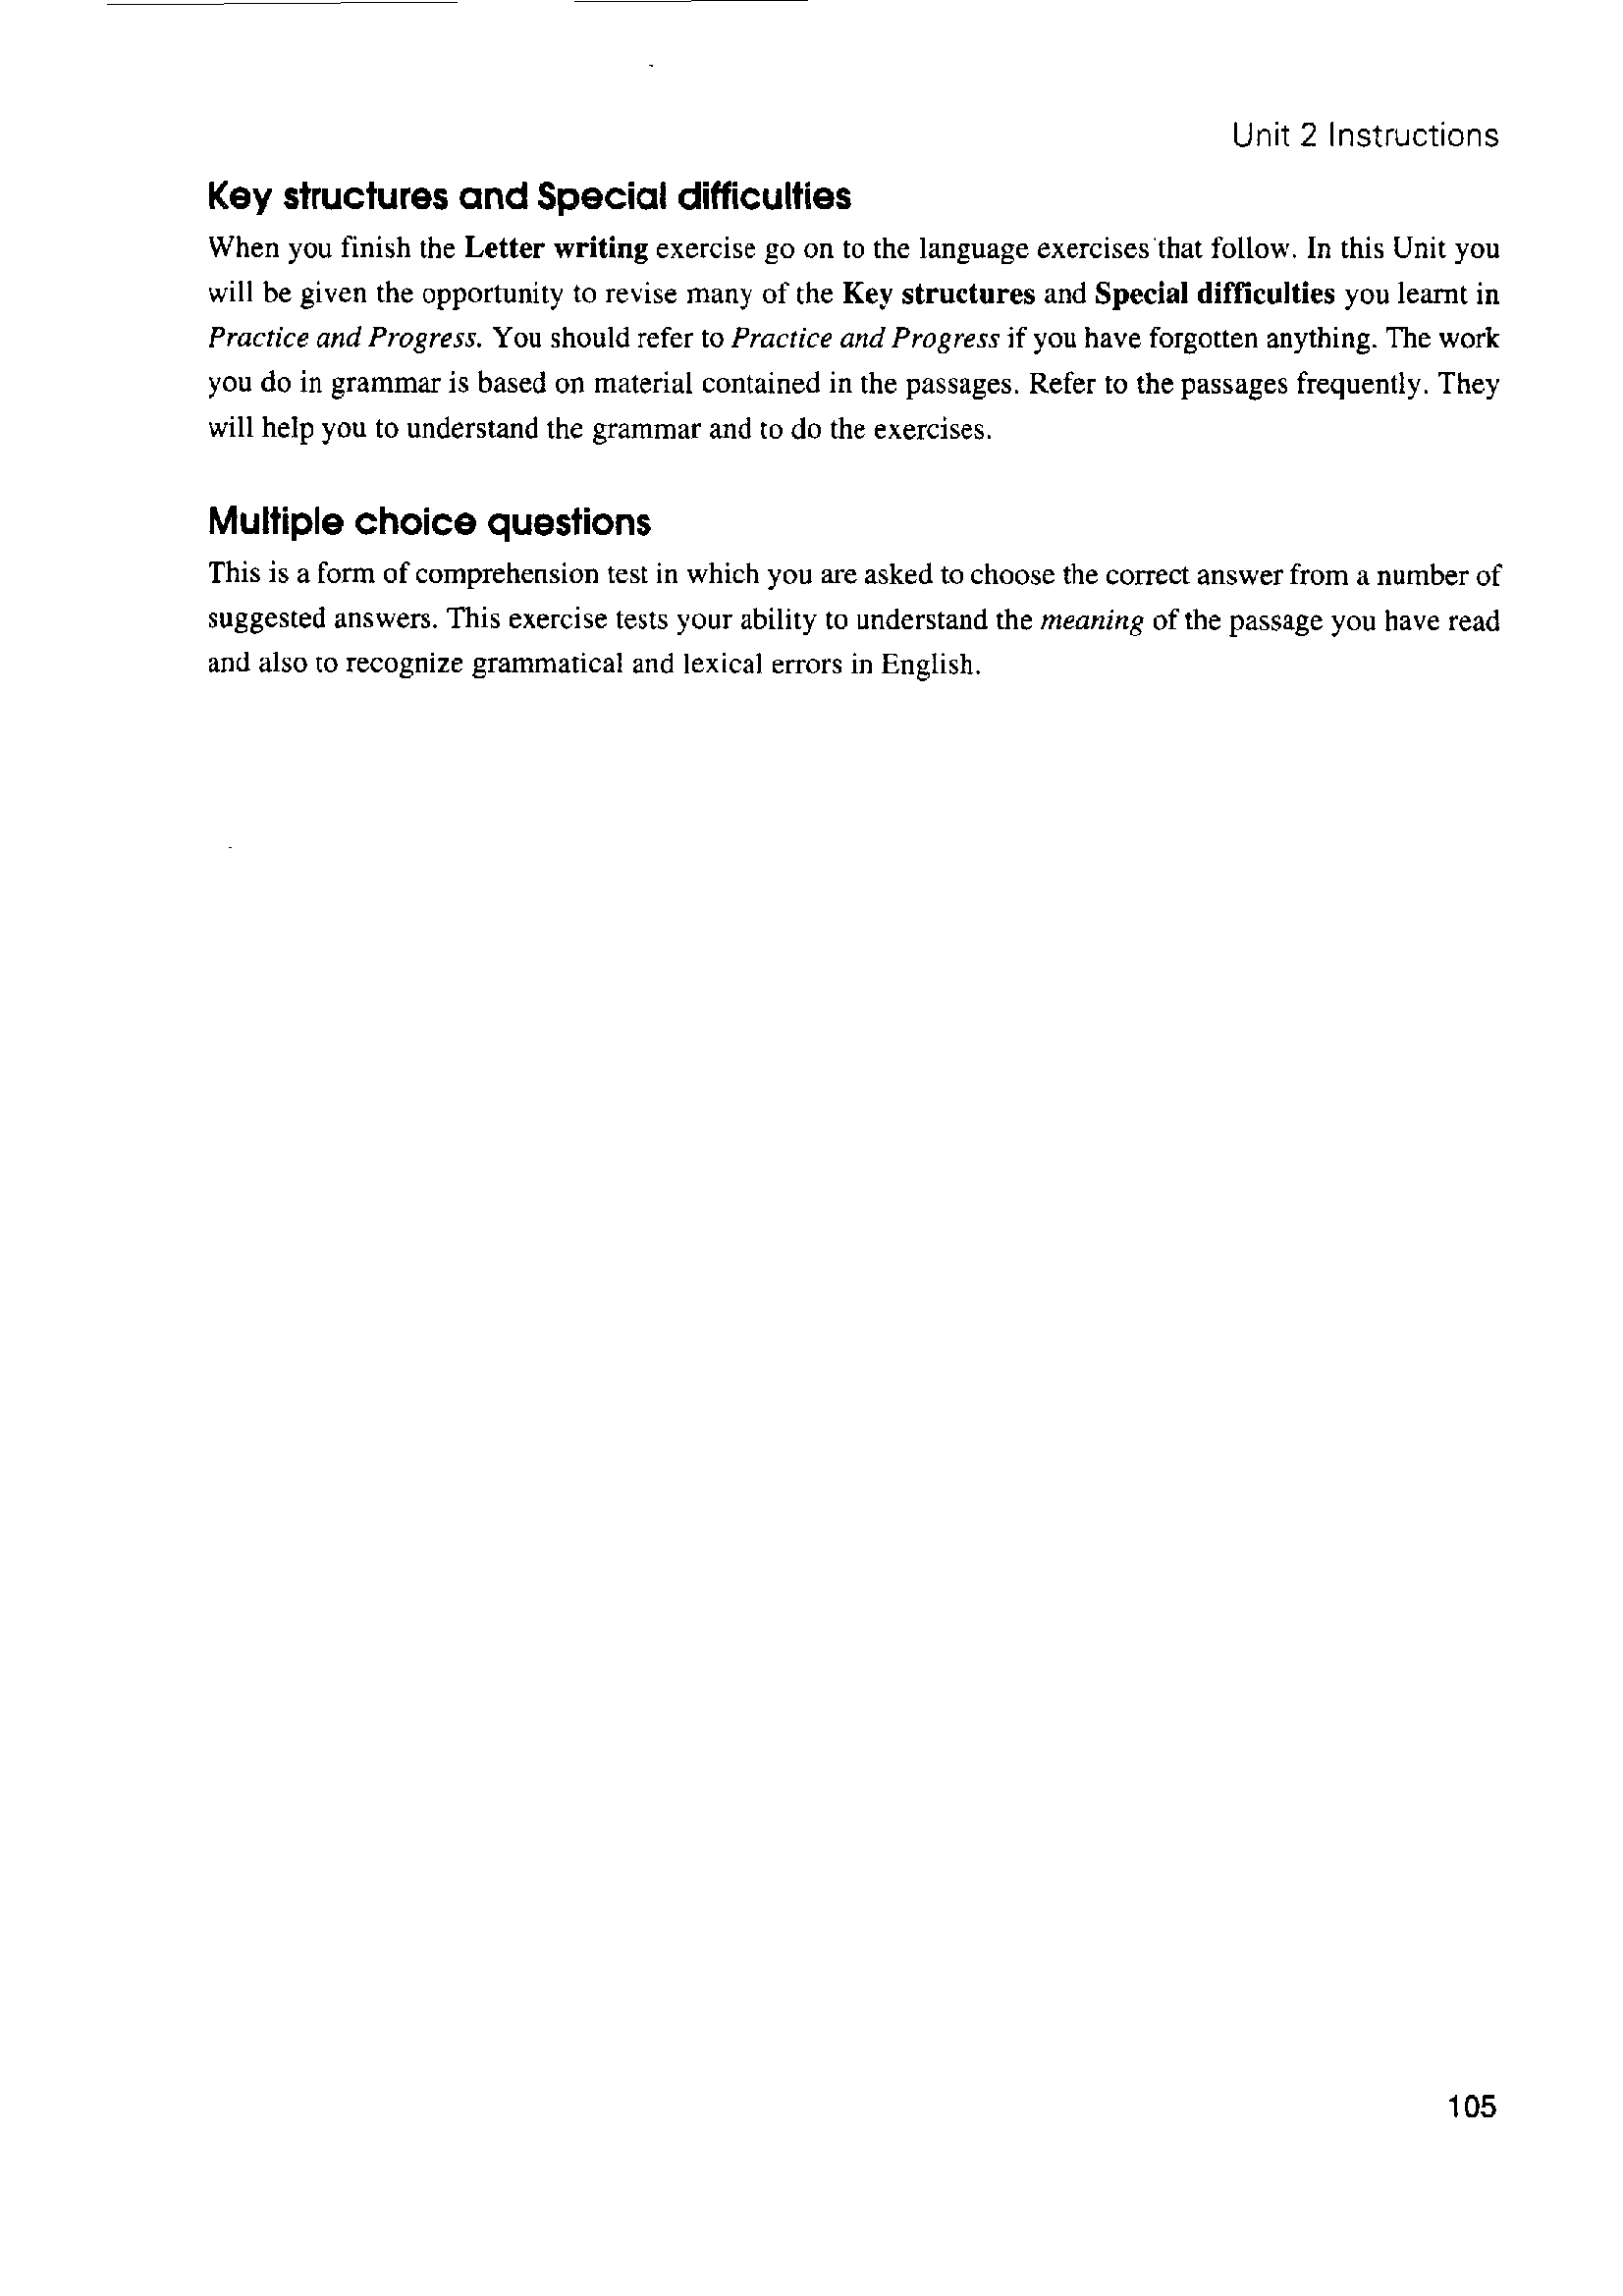 Unit 2 Instructions
Key structures and Special difficulties
When you finish the Letter writing exercise go on to the language exercises that follow. In this Unit you
will be given the opportunity to revise many of the Key structures and Special difficulties you learnt in
Practice and Progress. You should refer to Practice and Progress if you have forgotten anything. The work
you do in grammar is based on material contained in the passages. Refer to the passages frequently. They
will help you to understand the grammar and to do the exercises.
Multiple choice questions
This is a form of comprehension test in which you are asked to choose the correct answer from a number of
suggested answers. This exercise tests your ability to understand the meaning of the passage you have read
and also to recognize grammatical and lexical errors in English.
105